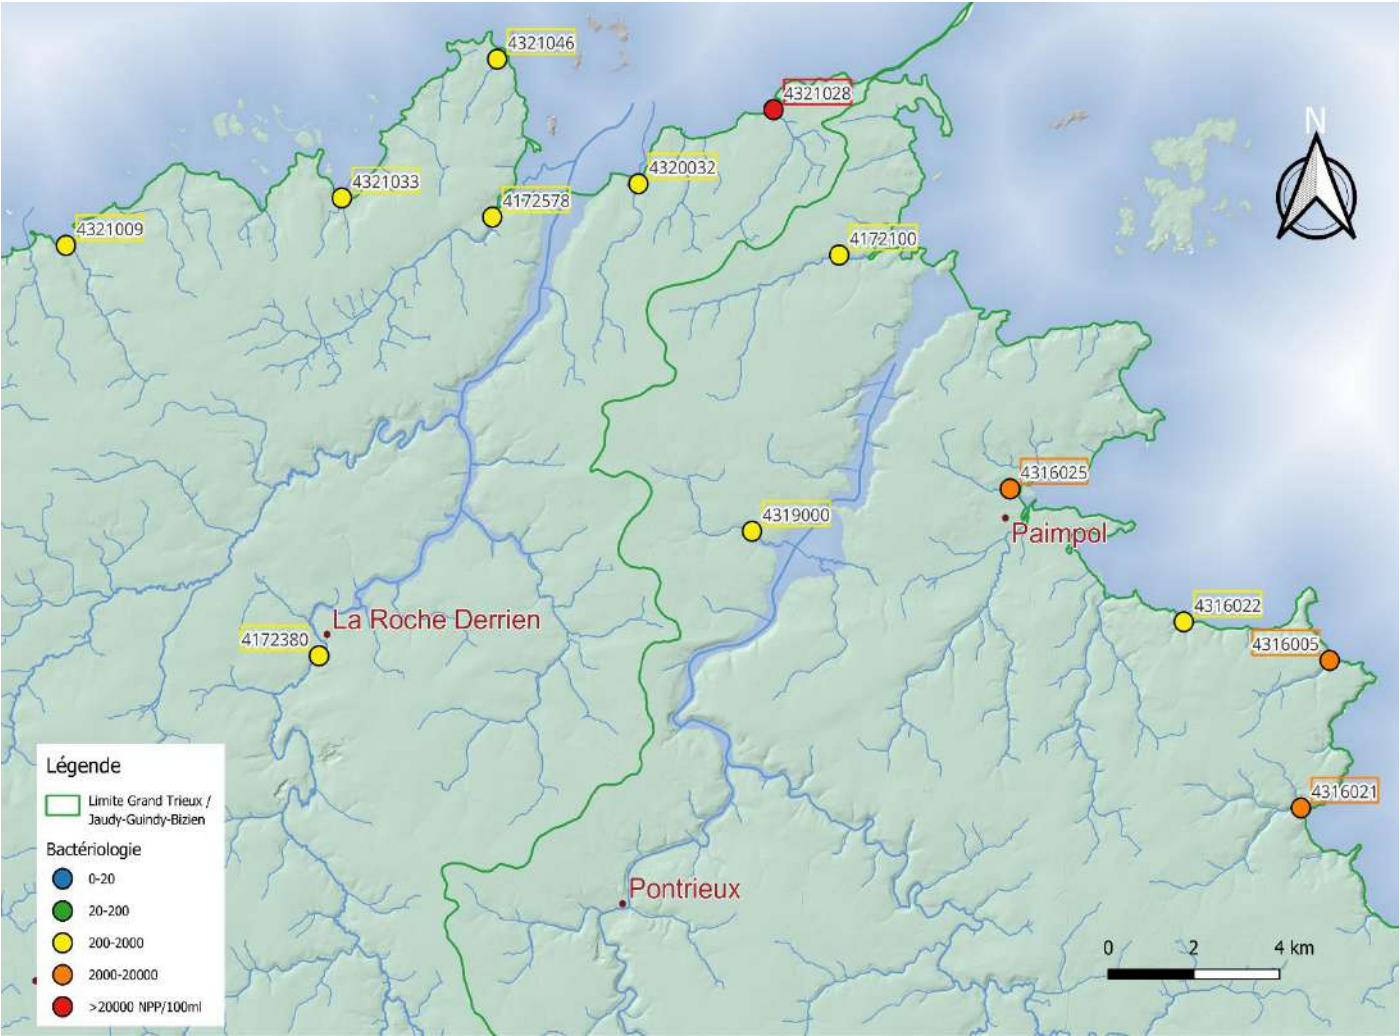 4321046
4321028
N
4320032
4321033
4172578
4321009
4172100
4316025
4319000
Paimpol
4316022
La Roche Derrien
4172380
4316005
Légende
Limite Grand Trieux /
Jaudy-Guindy-Bizien
4316021
Bactériologie
0-20
Pontrieux
20-200
200-2000
0 2 4 km
2000-20000
>20000 NPP/100ml